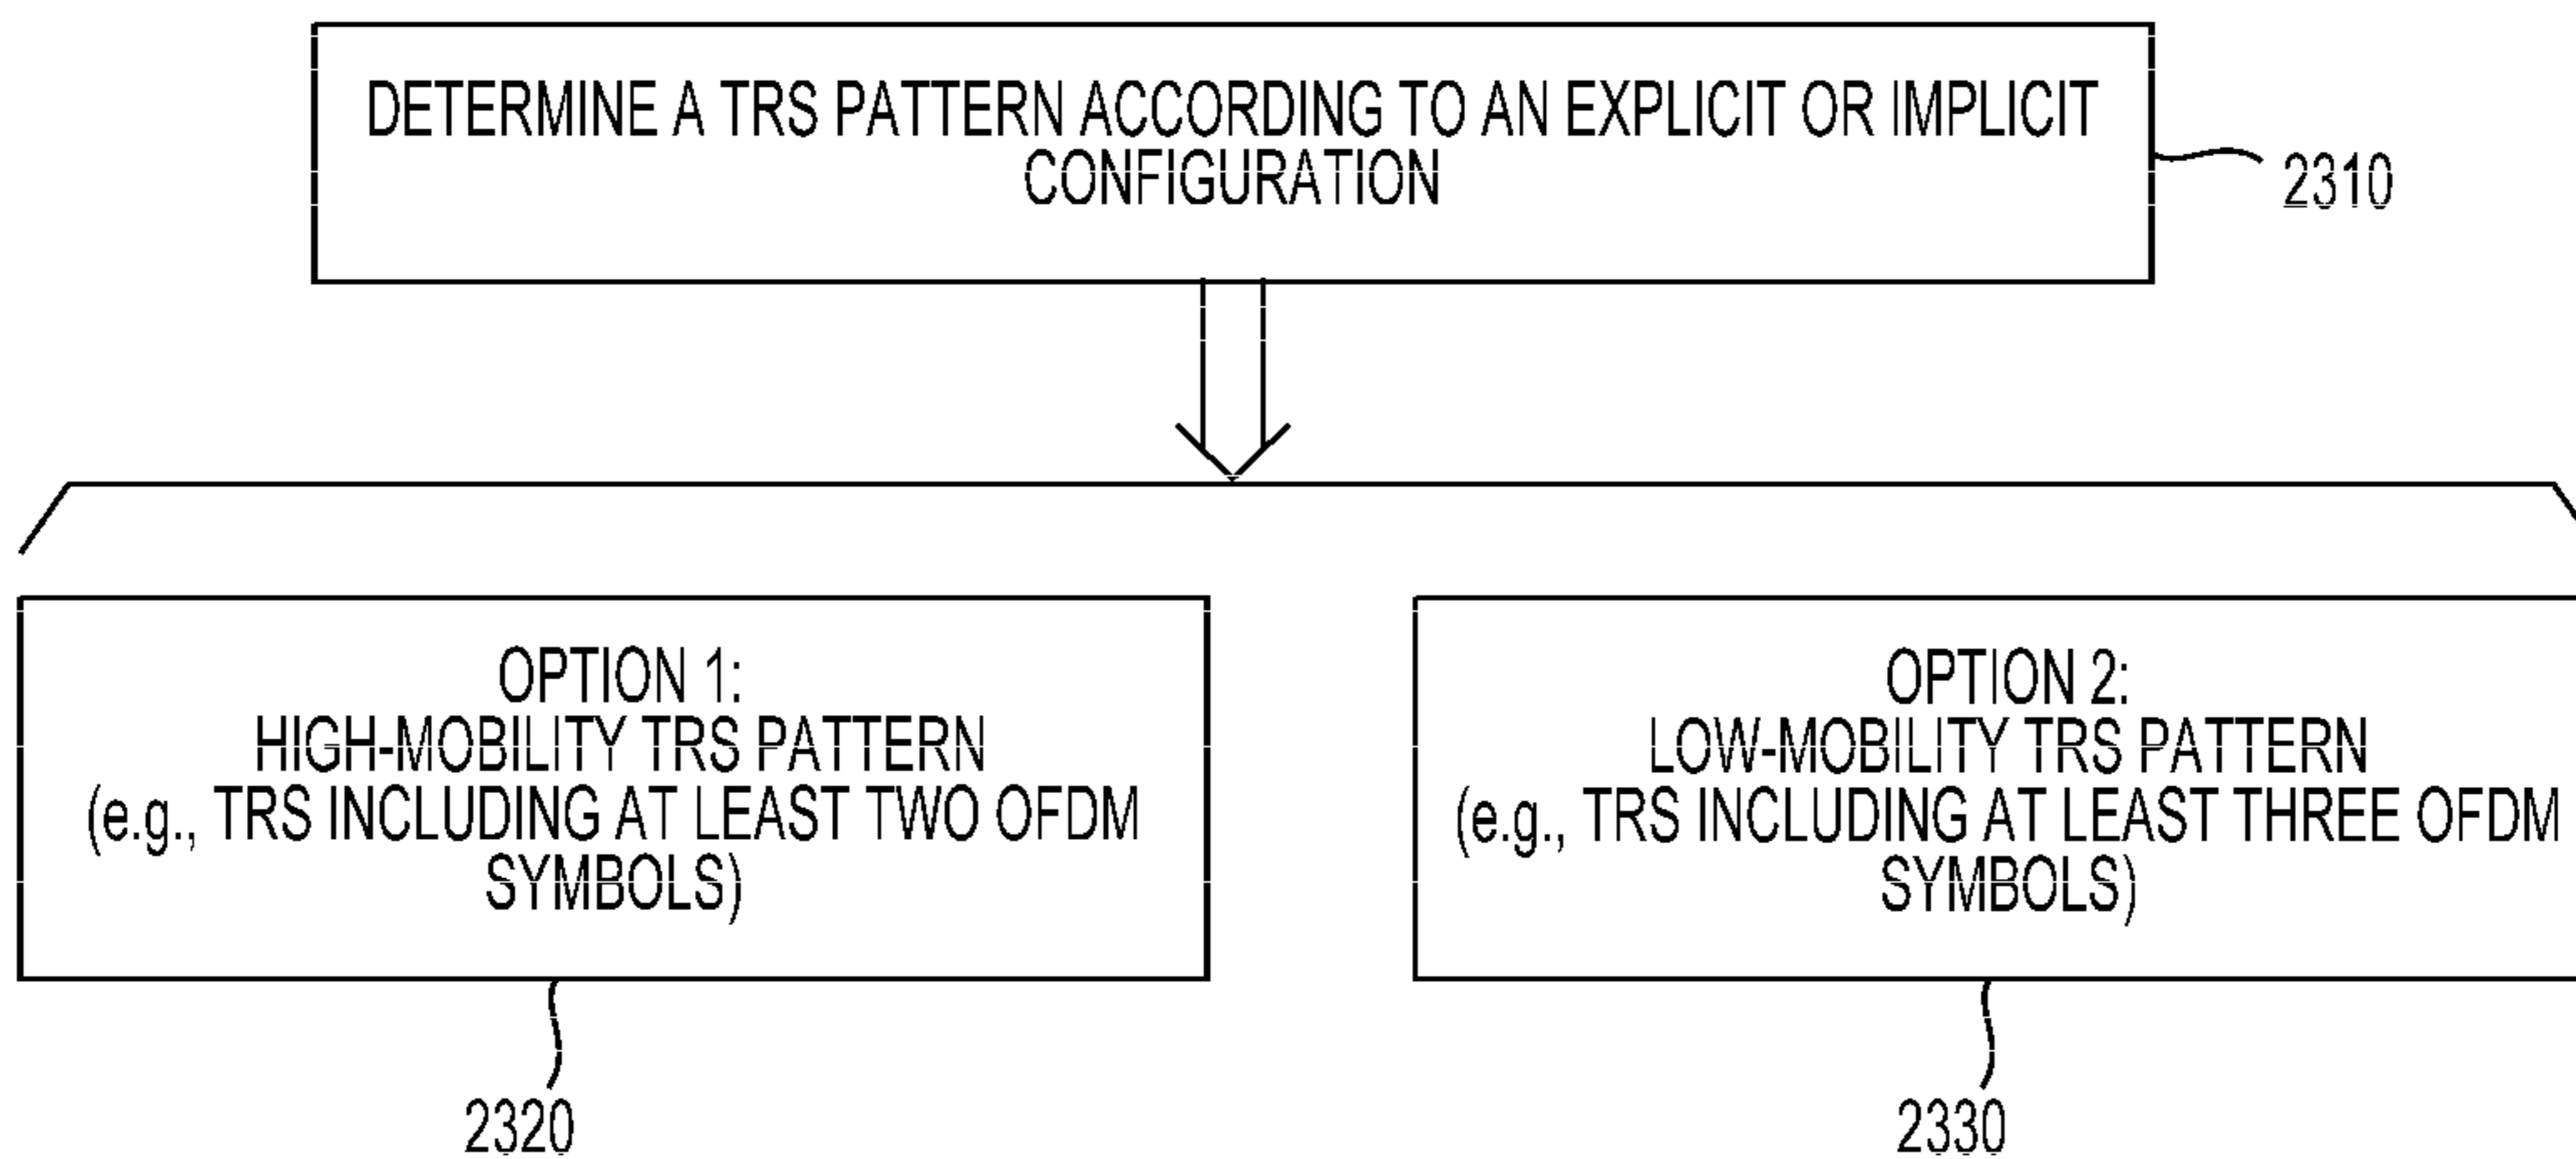 DETERMINE A TRS PATTERN ACCORDING TO AN EXPLICIT OR IMPLICIT
CONFIGURATION
2310
OPTION 1:
HIGH-MOBILITY TRS PATTERN
(e.g., TRS INCLUDING AT LEAST TWO OFDM
SYMBOLS)
2320
OPTION 2:
LOW-MOBILITY TRS PATTERN
(e.g., TRS INCLUDING AT LEAST THREE OFDM
SYMBOLS)
2330